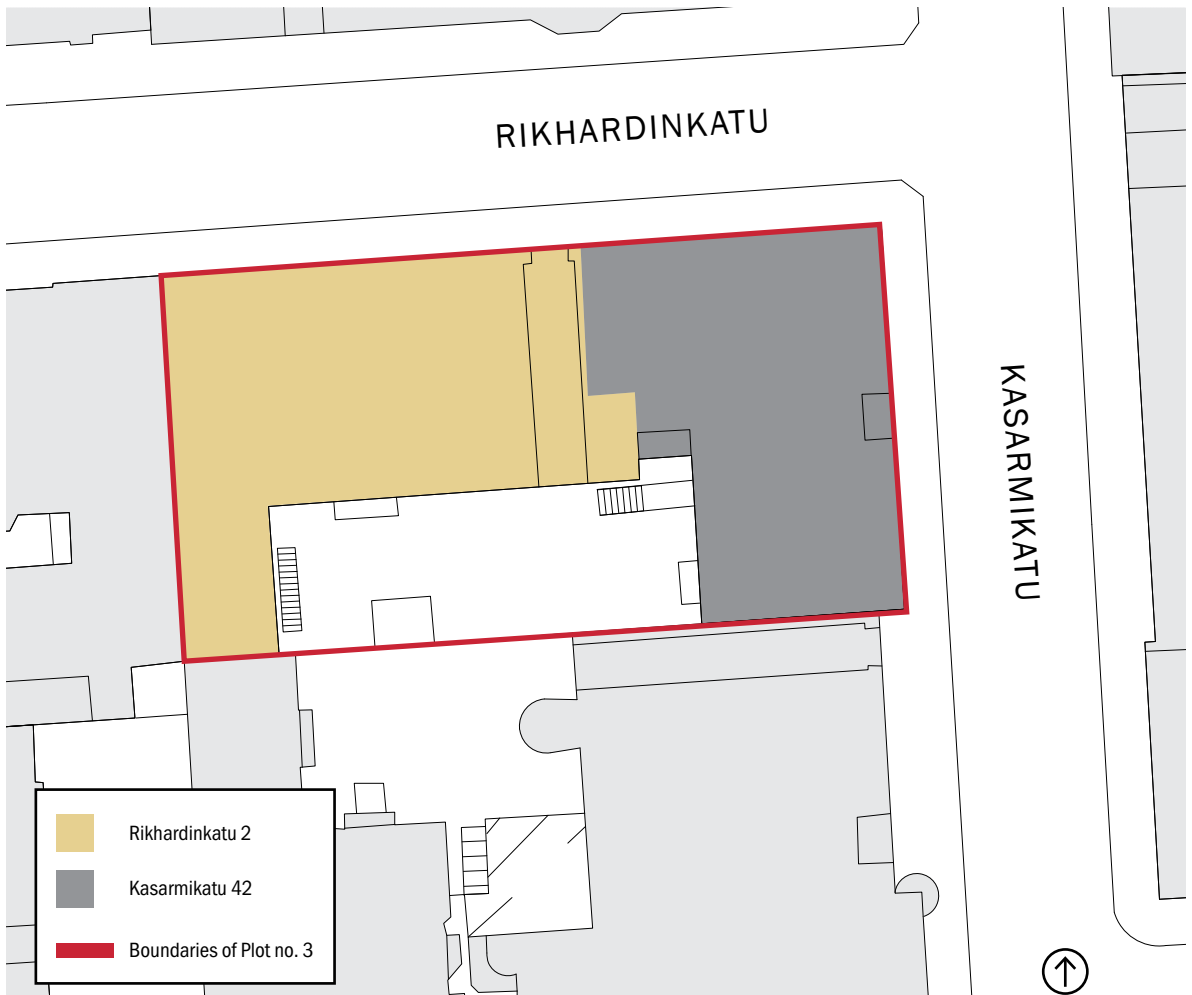 RIKHARDINKATU
KASARMIKATU
Rikhardinkatu 2
Kasarmikatu 42
Boundaries of Plot no. 3